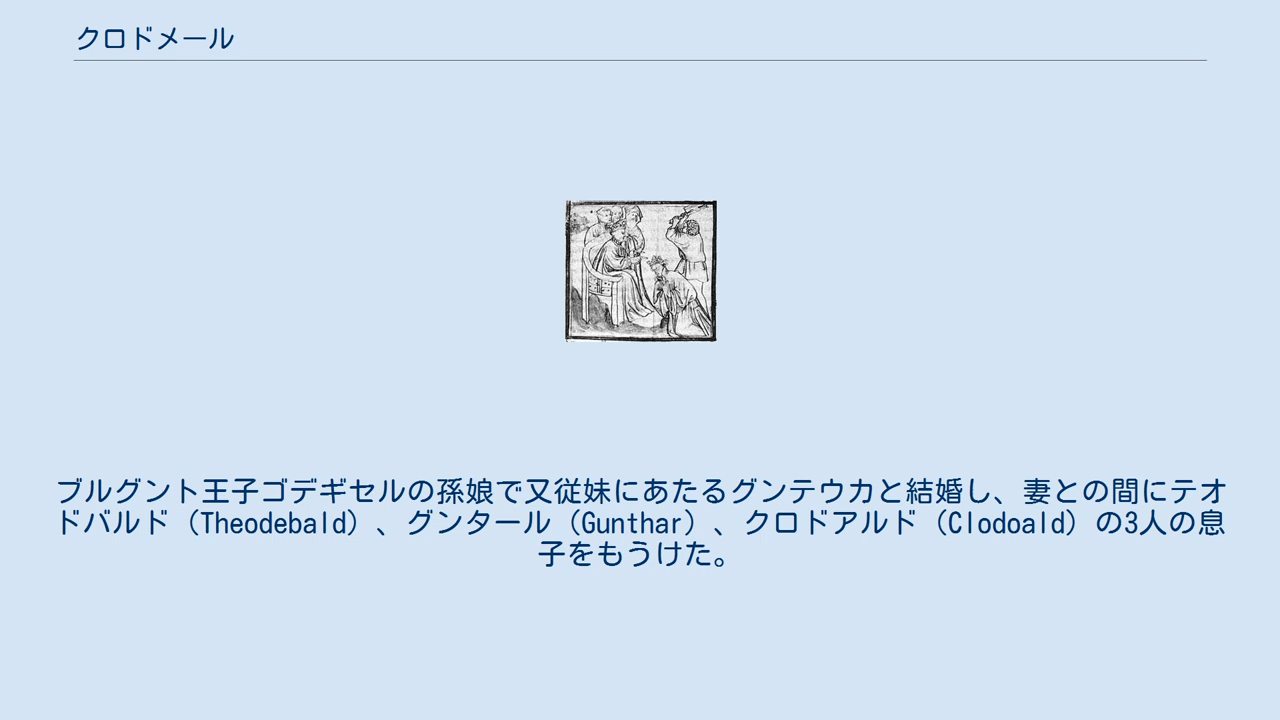 クロドメール
ブルグント王子ゴデギセルの孫娘で又従妹にあたるグンテウカと結婚し、妻との間にテオ
ドバルド（Theodebald）、グンタール（Gunthar）、クロドアルド（Clodoald）の3人の息
子をもうけた。